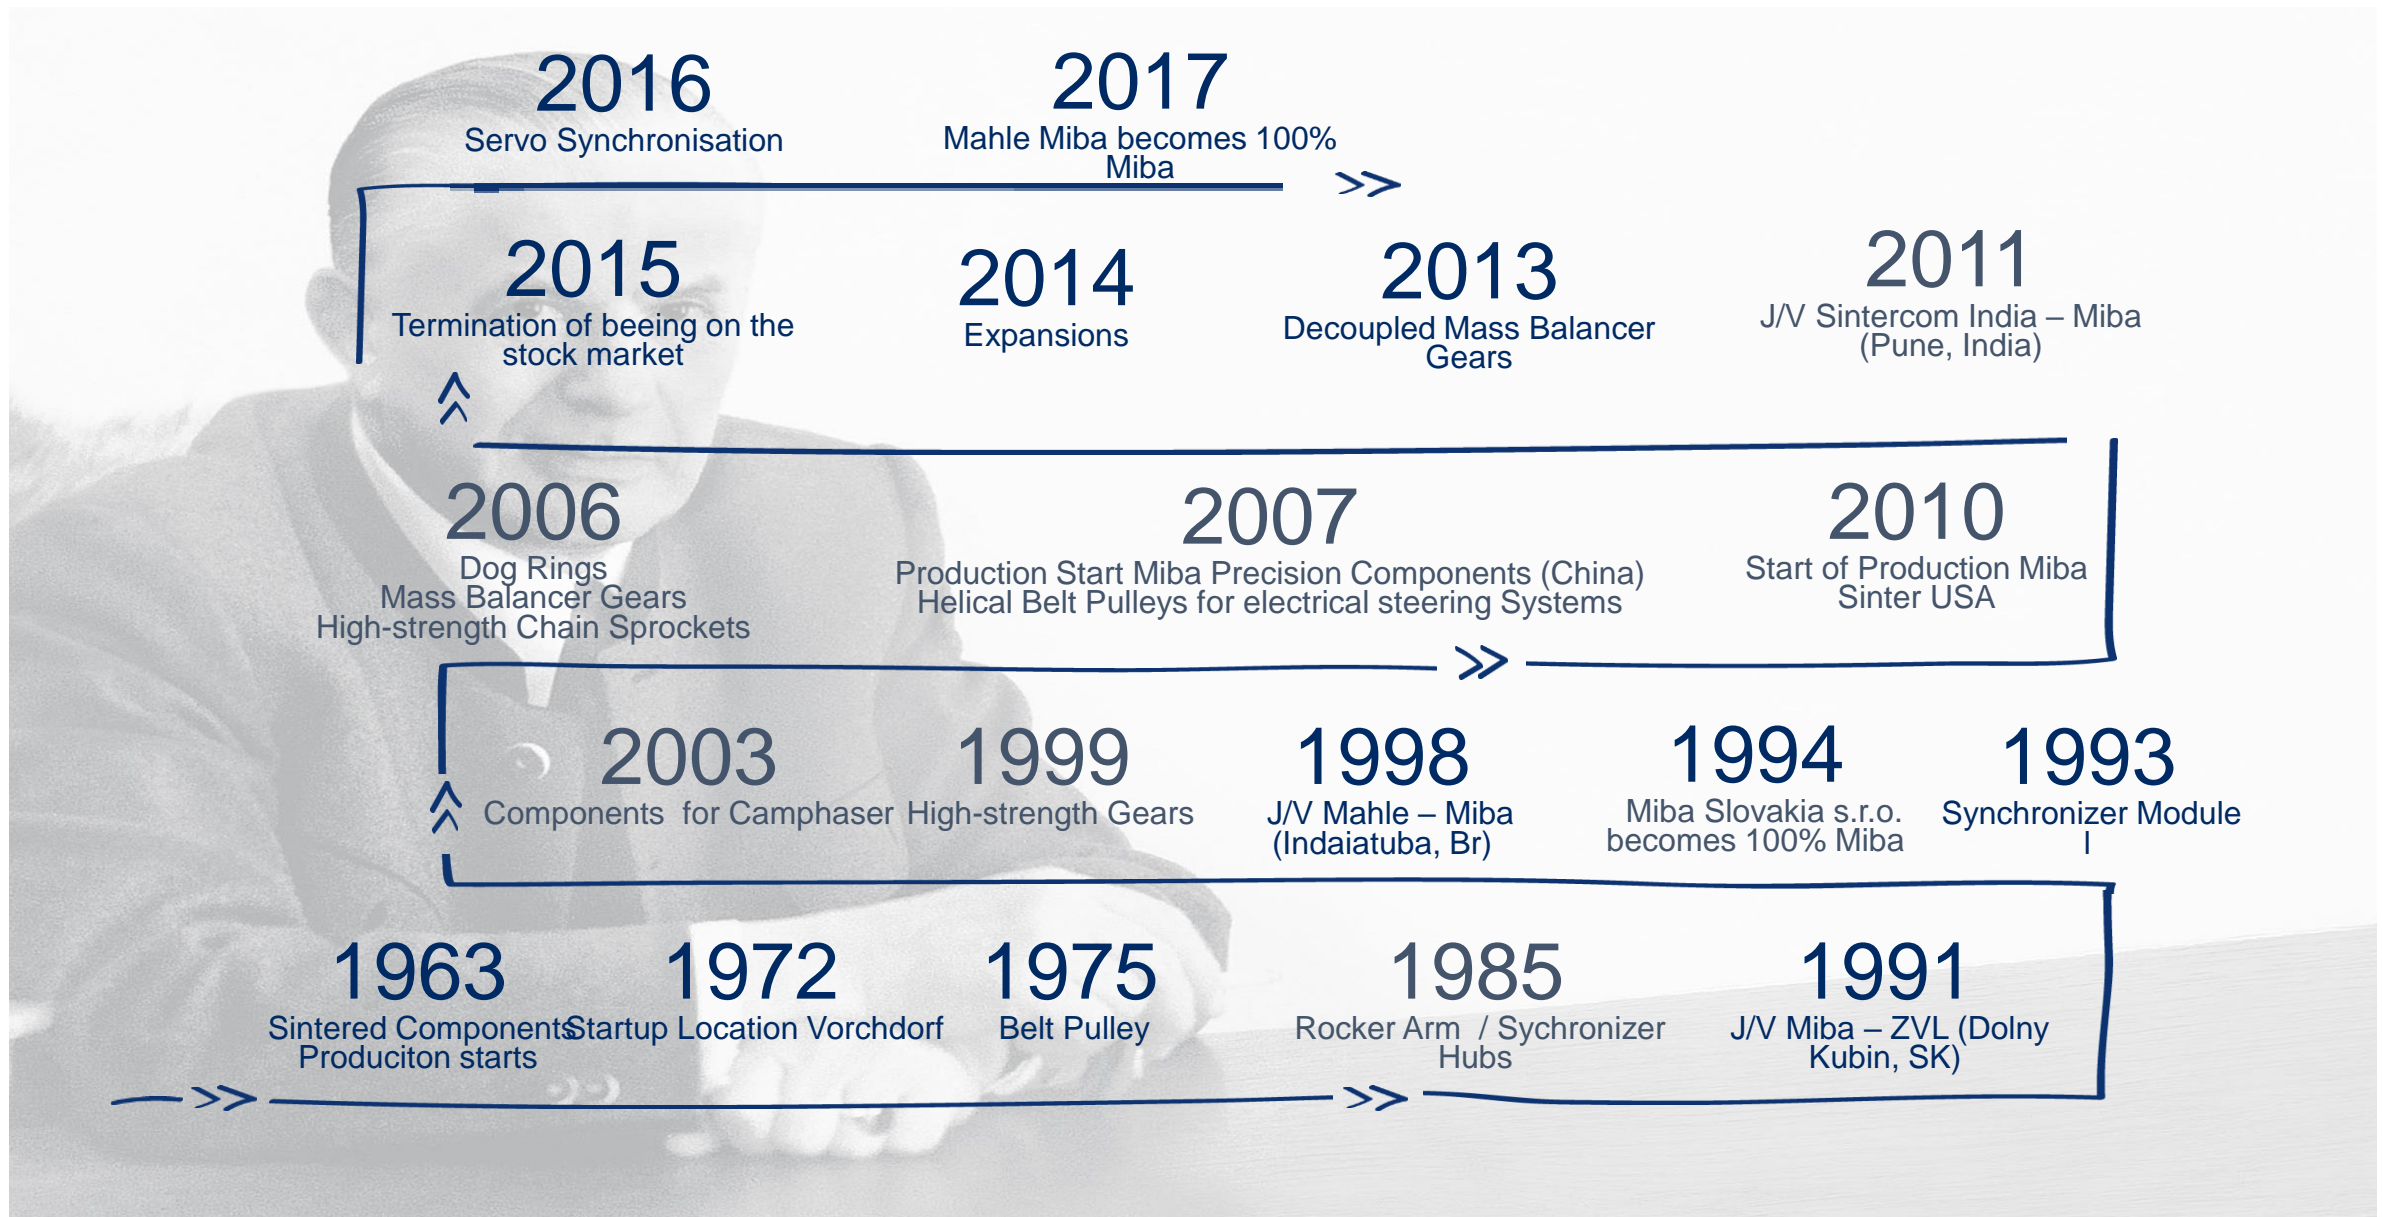 2016
Servo Synchronisation
2017
Mahle Miba becomes 100%
Miba
2015
Termination of beeing on the
stock market
2014
Expansions
2013
Decoupled Mass Balancer
Gears
2011
J/V Sintercom India – Miba
(Pune, India)
2006
Dog Rings
Mass Balancer Gears
High-strength Chain Sprockets
2007
Production Start Miba Precision Components (China)
Helical Belt Pulleys for electrical steering Systems
2010
Start of Production Miba
Sinter USA
2003
Components  for Camphaser
1999
High-strength Gears
1998
J/V Mahle – Miba
(Indaiatuba, Br)
1994
Miba Slovakia s.r.o.
becomes 100% Miba
1993
Synchronizer Module
I
1963
Sintered Components
Produciton starts
1972
Startup Location Vorchdorf
1975
Belt Pulley
1985
Rocker Arm  / Sychronizer
Hubs
1991
J/V Miba – ZVL (Dolny
Kubin, SK)